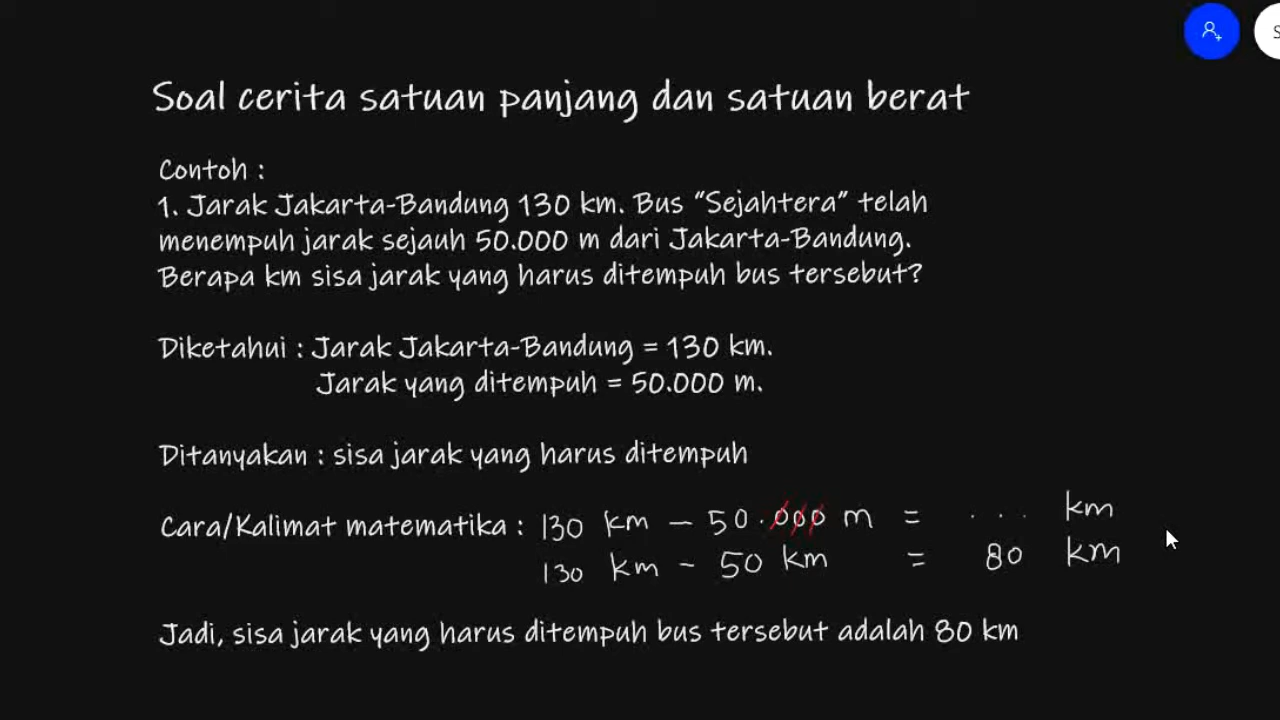 S
Soal cerita satuan panjang dan satuan berat
Contoh :
1. Jarak Jakarta-Bandung 130 km. Bus “Sejahtera” telah
menempuh jarak sejauh 50.000 m dari Jakarta-Bandung.
Berapa km sisa jarak yang harus ditempuh bus tersebut?
Diketahui : Jarak Jakarta-Bandung = 130 km.
Jarak yang ditempuh = 50.000 m.
Ditanyakan : sisa jarak yang harus ditempuh
Cara/Kalimat matematika : 130 km - 50.000 m = ... km
130 km - 50 km = 80 km
Jadi, sisa jarak yang harus ditempuh bus tersebut adalah 80 km